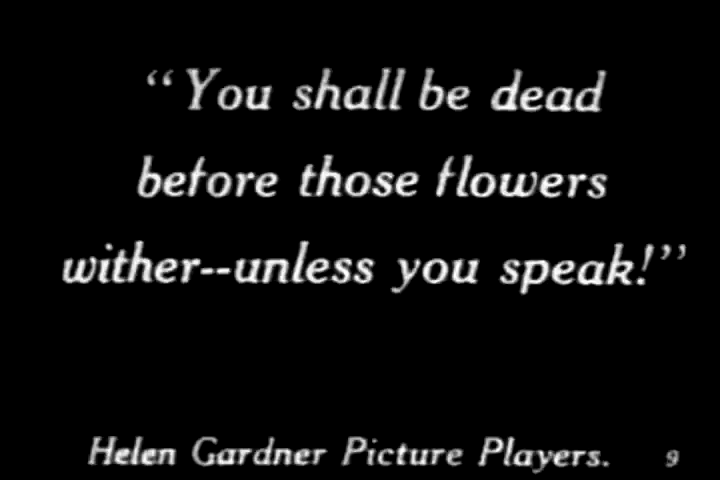 “You shall be dead
before those flowers
wither--unless you speak!”
Helen Gardner Picture Players. 9